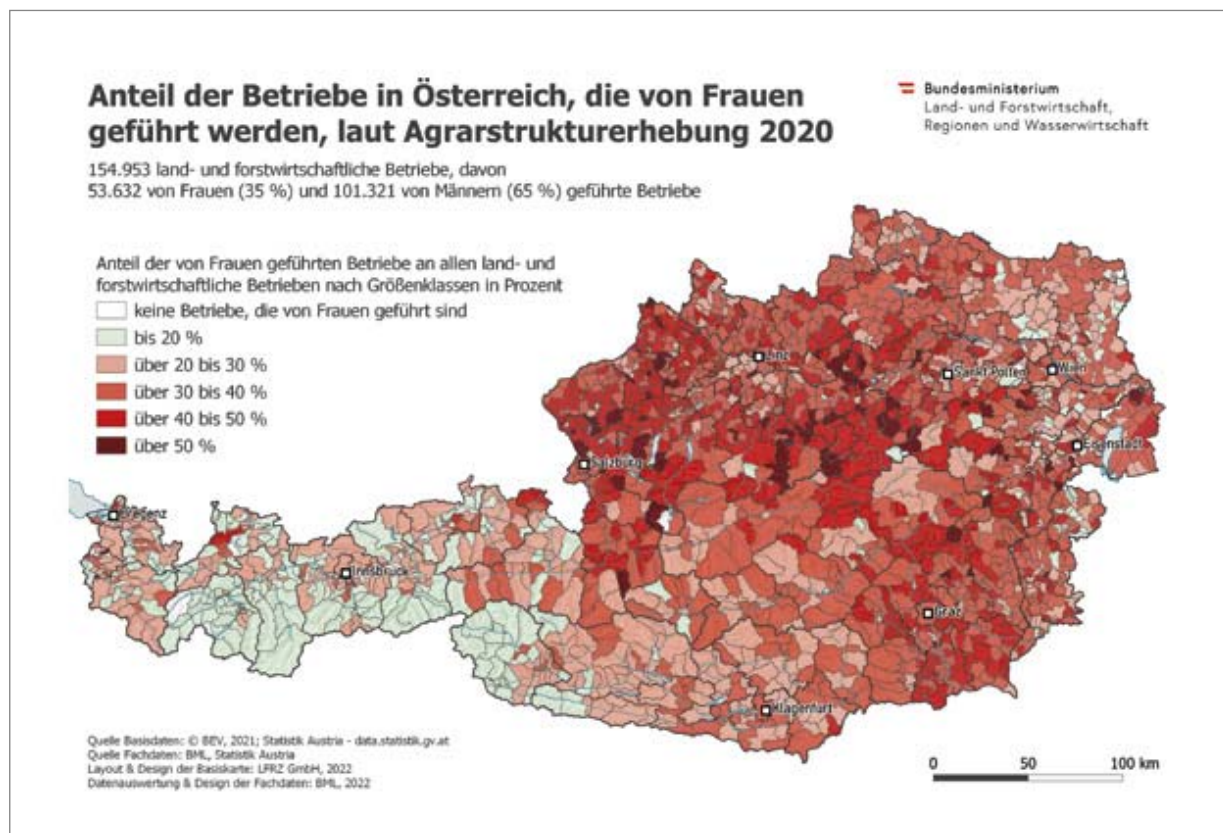 Anteil der Betriebe in Österreich, die von Frauen
geführt werden, laut Agrarstrukturerhebung 2020
Bundesministerium
Land- und Forstwirtschaft,
Regionen und Wasserwirtschaft
154.953 land- und forstwirtschaftliche Betriebe, davon
53.632 von Frauen (35 %) und 101.321 von Männern (65 %) geführte Betriebe
Anteil der von Frauen geführten Betriebe an allen land- und
forstwirtschaftliche Betrieben nach Größenklassen in Prozent
keine Betriebe, die von Frauen geführt sind
bis 20 %
über 20 bis 30 %
über 30 bis 40 %
über 40 bis 50 %
über 50 %
Linz
Sankt Pölten
Wien
Eisenstadt
Salzburg
Bregenz
Innsbruck
Graz
Klagenfurt
Quelle Basisdaten: © BEV, 2021; Statistik Austria - data.statistik.gv.at
Quelle Fachdaten: BML, Statistik Austria
Layout & Design der Basiskarte: LFRZ GmbH, 2022
Datenauswertung & Design der Fachdaten: BML, 2022
0 50 100 km